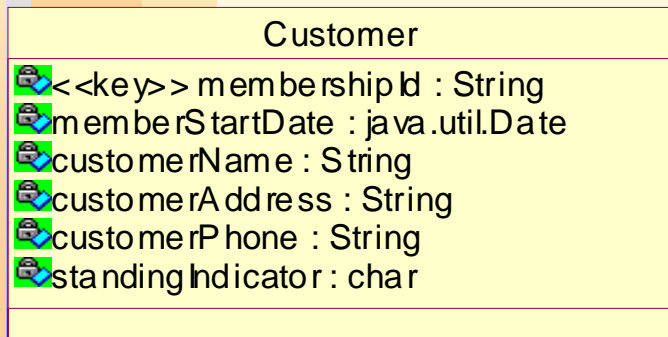 Customer
<<key>> membershipId : String
memberStartDate : java.util.Date
customerName : String
customerAddress : String
customerPhone : String
standingIndicator : char